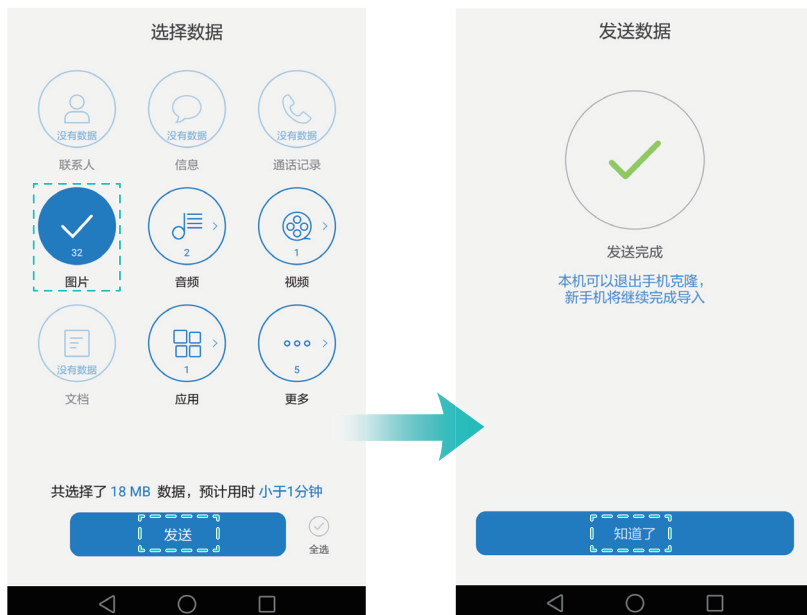 选择数据
没有数据
没有数据
没有数据
联系人
信息
通话记录
32
2
1
图片
音频
视频
没有数据
1
5
文档
应用
更多
共选择了 18 MB 数据，预计用时 小于1分钟
发送
全选
发送数据
发送完成
本机可以退出手机克隆，
新手机将继续完成导入
知道了